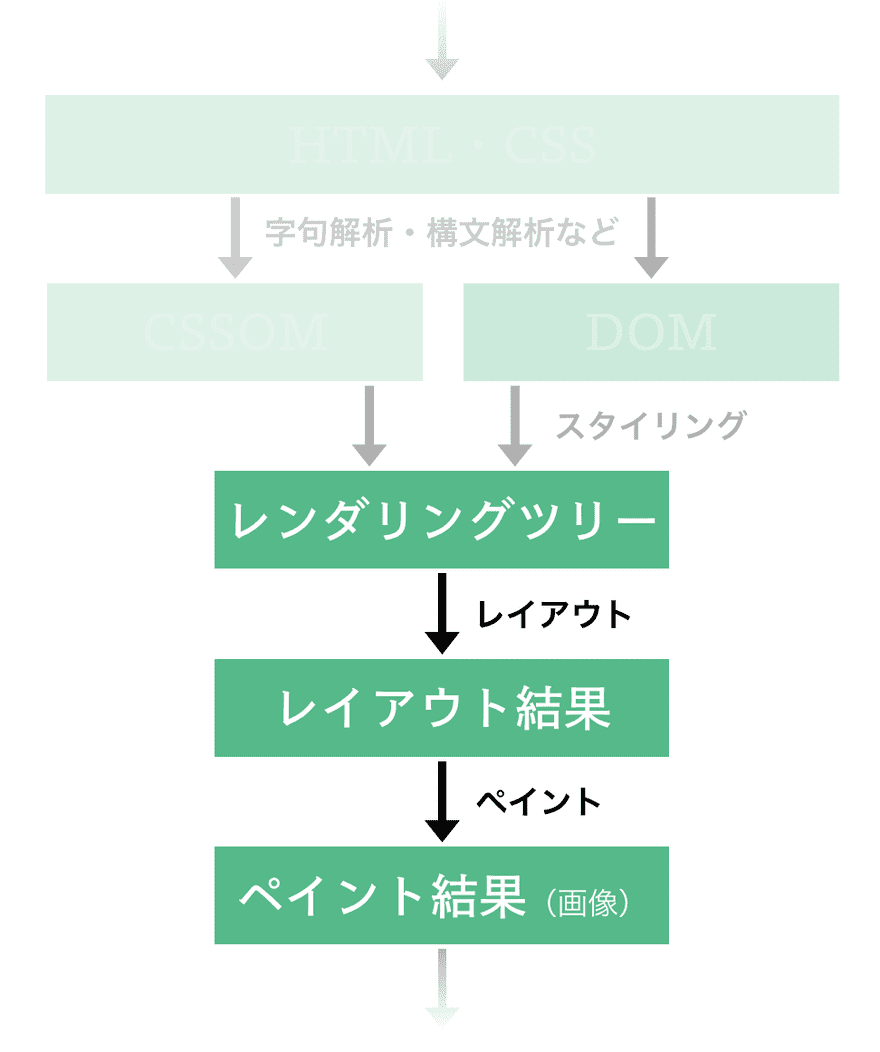 HTML・CSS
字句解析・構文解析など
CSSOM
DOM
スタイリング
レンダリングツリー
レイアウト
レイアウト結果
ペイント
ペイント結果（画像）